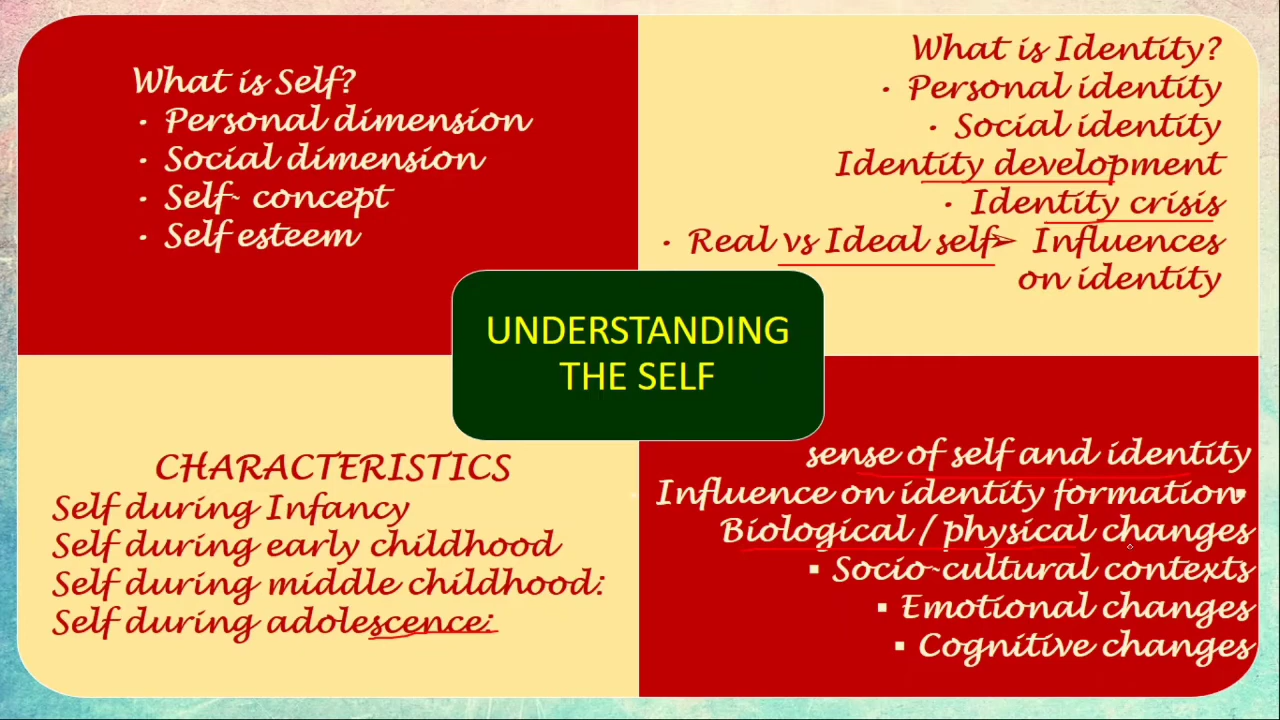 What is Self?
• Personal dimension
• Social dimension
• Self- concept
• Self esteem
What is Identity?
• Personal identity
• Social identity
Identity development
• Identity crisis
• Real vs Ideal self➢ Influences
on identity
UNDERSTANDING
THE SELF
CHARACTERISTICS
Self during Infancy
Self during early childhood
Self during middle childhood:
Self during adolescence:
sense of self and identity
Influence on identity formation▪
Biological / physical changes
▪ Socio-cultural contexts
▪ Emotional changes
▪ Cognitive changes